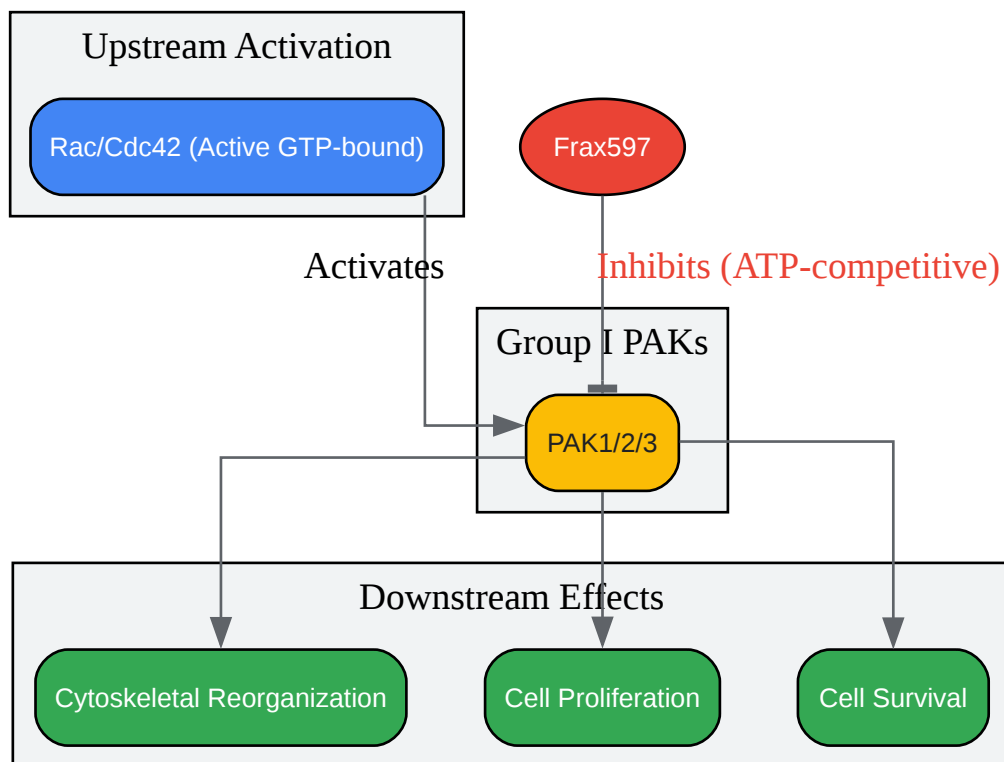 Upstream Activation
Rac/Cdc42 (Active GTP-bound)
Frax597
Activates
Inhibits (ATP-competitive)
Group I PAKs
PAK1/2/3
Downstream Effects
Cytoskeletal Reorganization
Cell Proliferation
Cell Survival